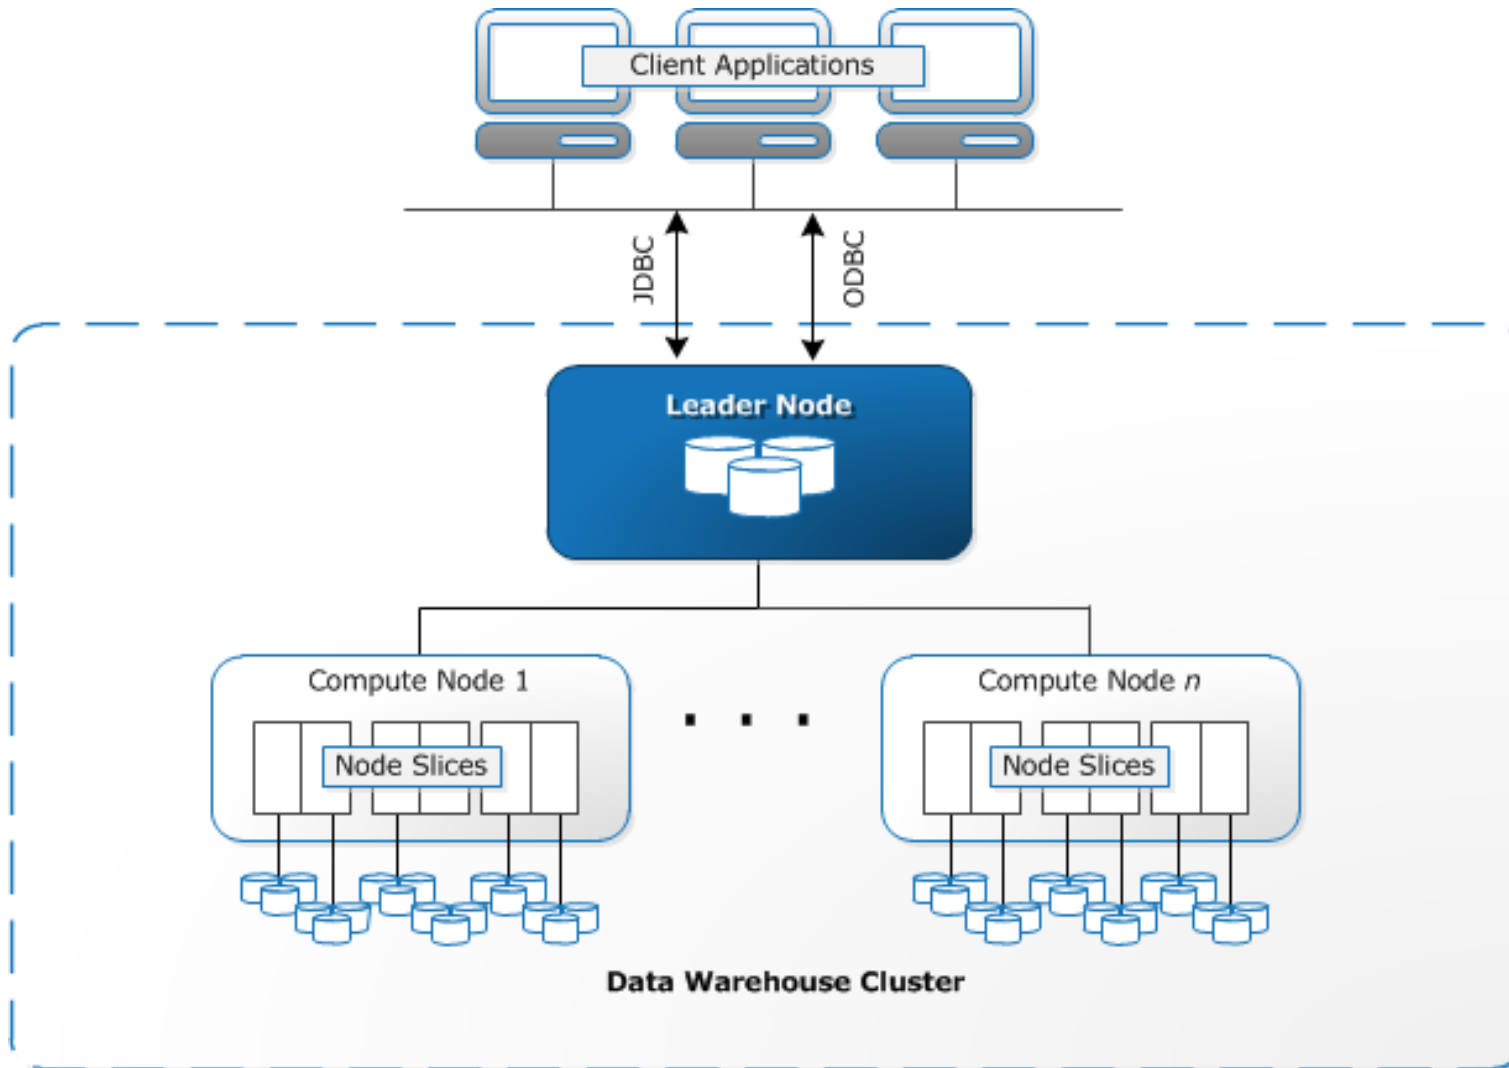 Client Applications
JDBC
ODBC
Leader Node
Compute Node 1
Compute Node n
Node Slices
Node Slices
Data Warehouse Cluster